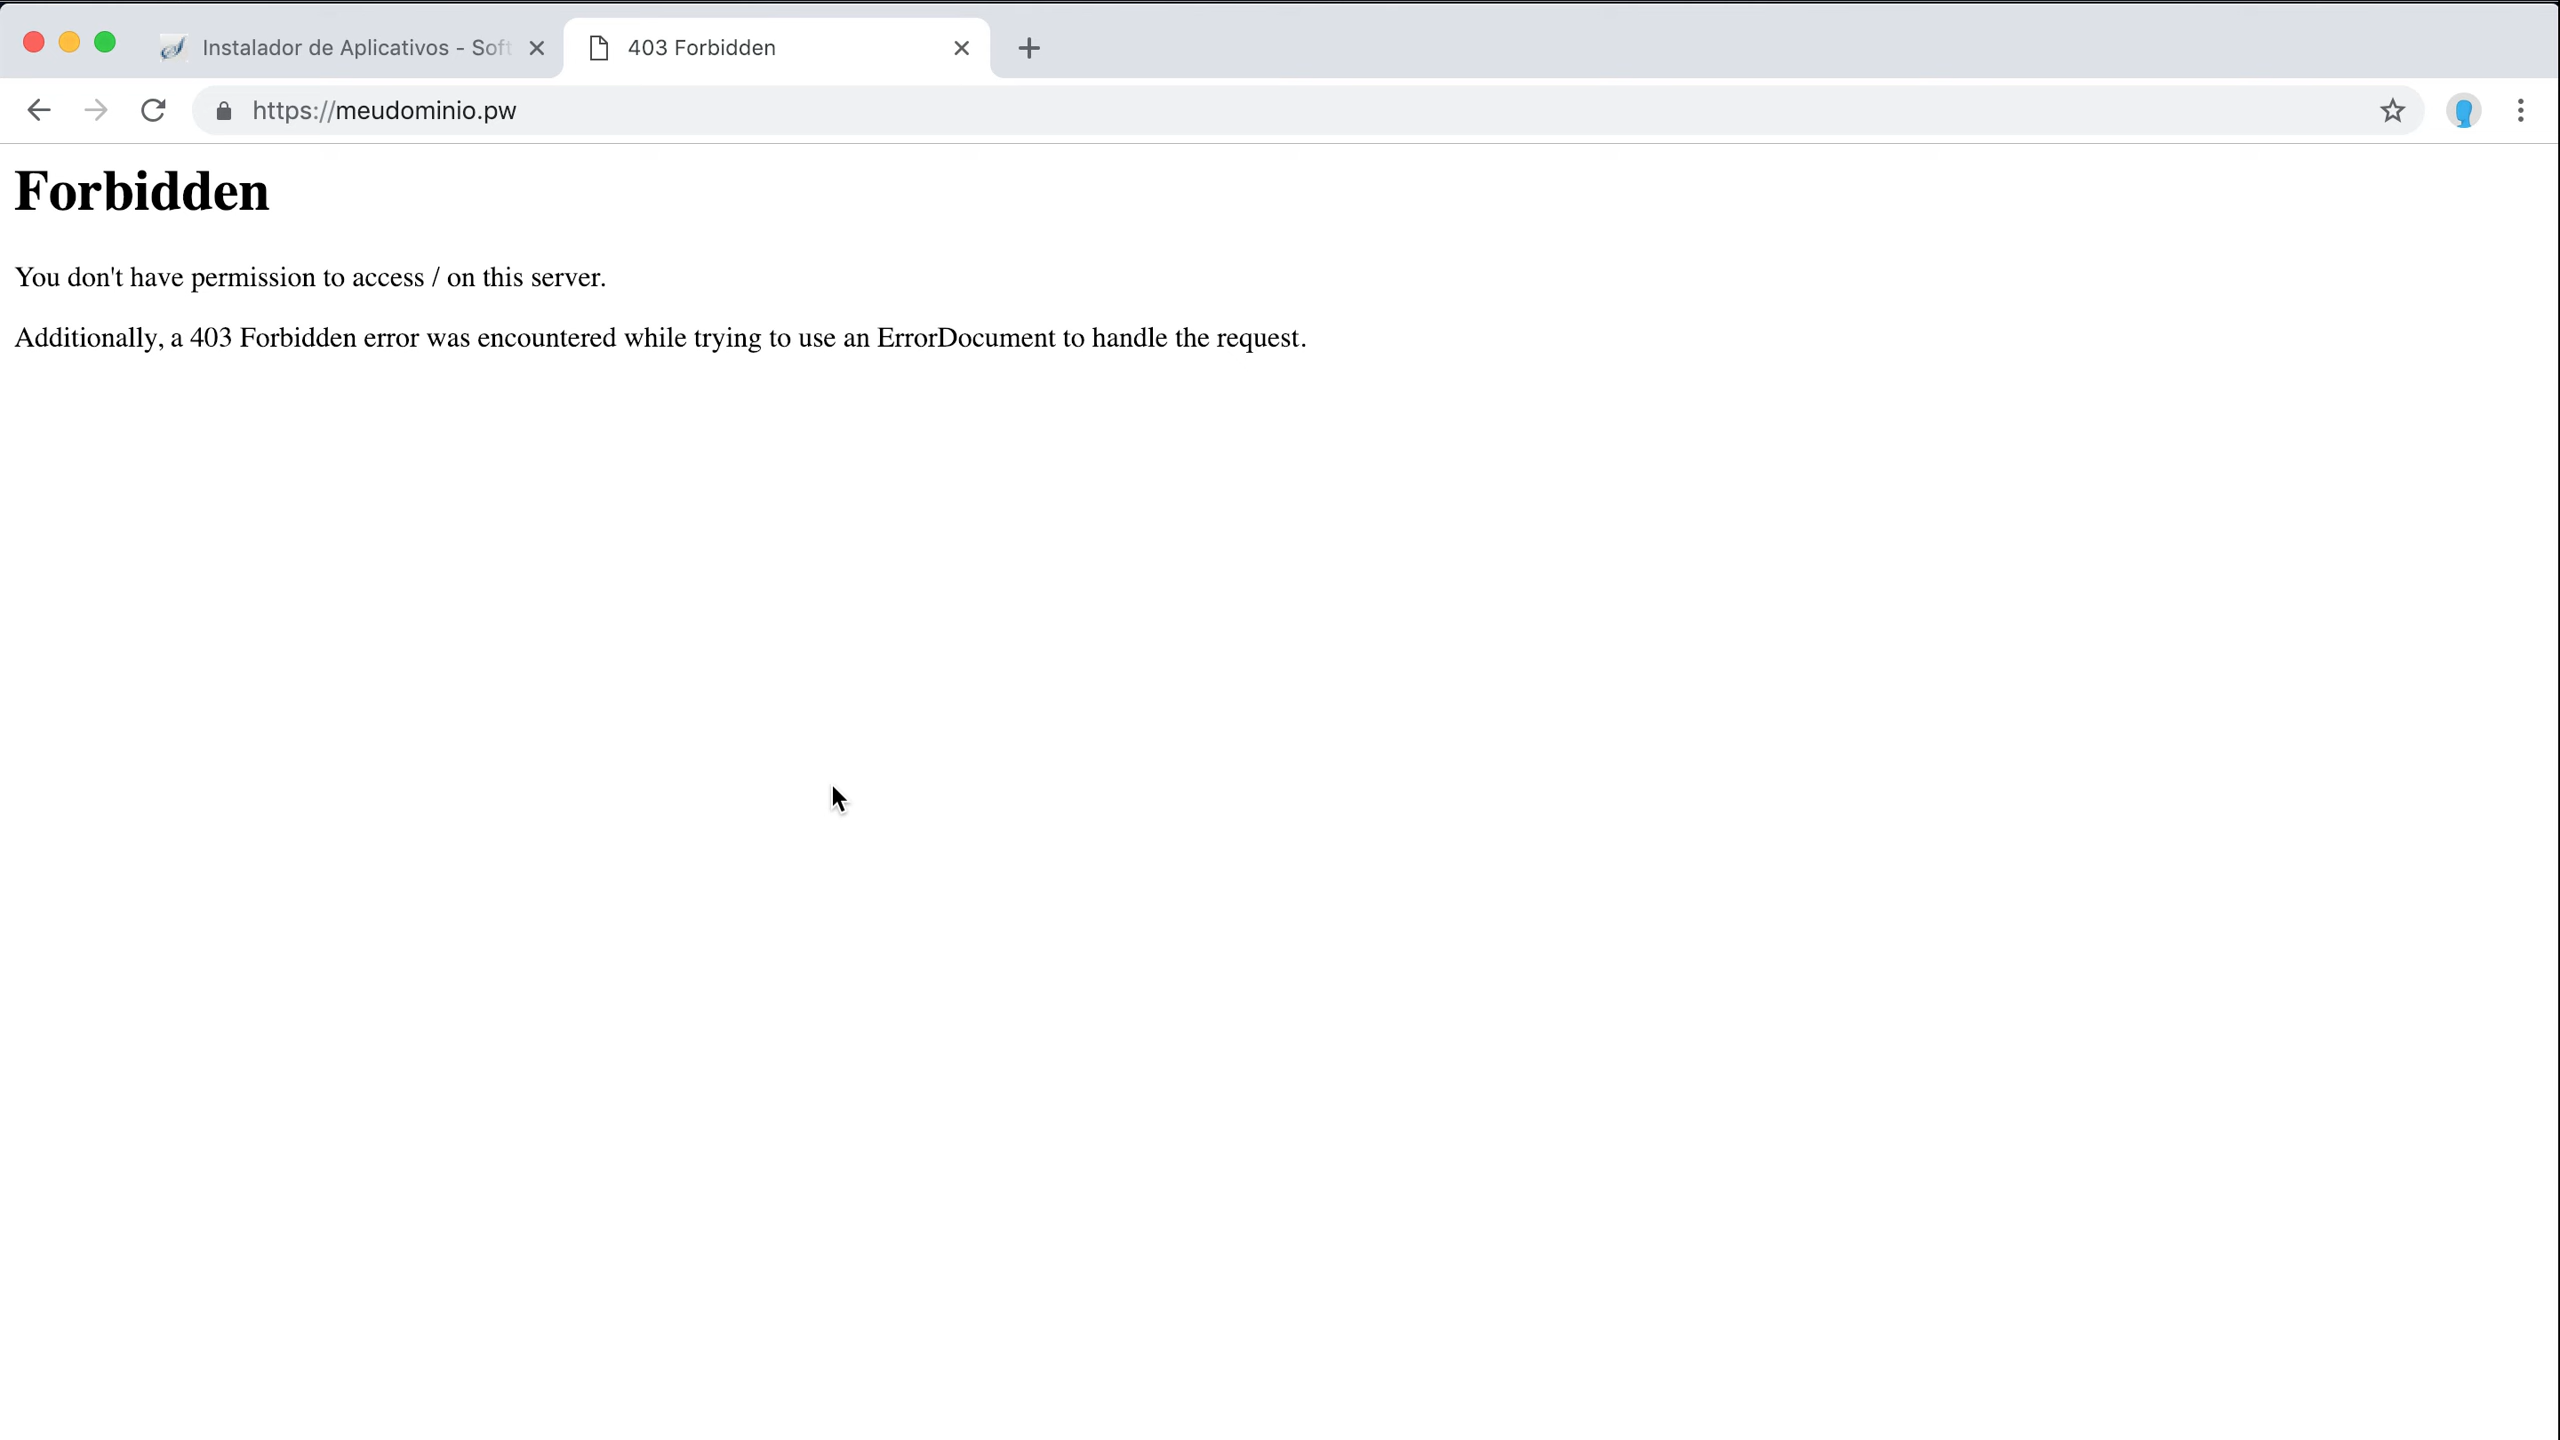 Instalador de Aplicativos - Soft
403 Forbidden
https://meudominio.pw
Forbidden
You don't have permission to access / on this server.
Additionally, a 403 Forbidden error was encountered while trying to use an ErrorDocument to handle the request.